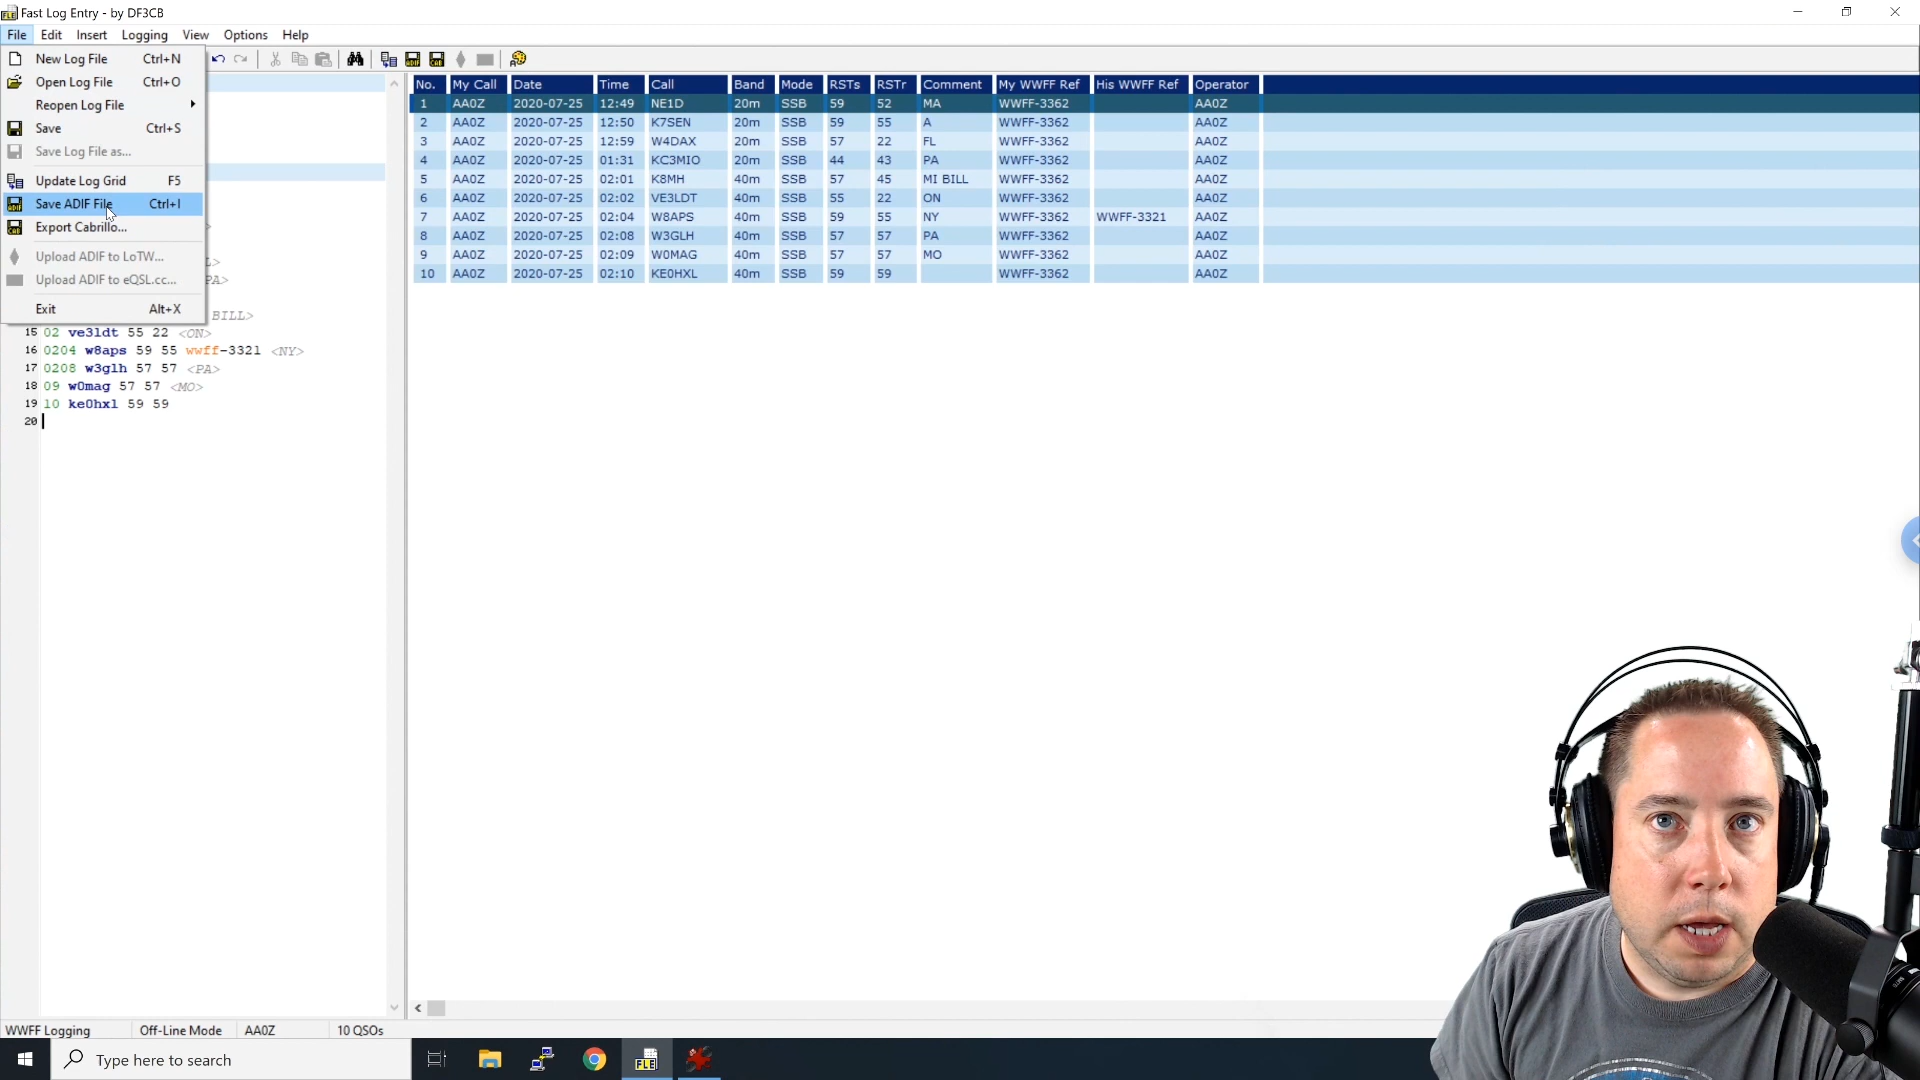 Fast Log Entry - by DF3CB
File Edit Insert Logging View Options Help
New Log File Ctrl+N
Open Log File Ctrl+O
Reopen Log File
Save Ctrl+S
Save Log File as...
Update Log Grid F5
Save ADIF File Ctrl+I
Export Cabrillo...
Upload ADIF to LoTW...
Upload ADIF to eQSL.cc...
Exit Alt+X
L>
PA>
BILL>
15 02 ve3ldt 55 22 <ON>
16 0204 w8aps 59 55 wwff-3321 <NY>
17 0208 w3glh 57 57 <PA>
18 09 w0mag 57 57 <MO>
19 10 ke0hxl 59 59
20
No. My Call Date Time Call Band Mode RSTs RSTr Comment My WWFF Ref His WWFF Ref Operator
1 AA0Z 2020-07-25 12:49 NE1D 20m SSB 59 52 MA WWFF-3362 AA0Z
2 AA0Z 2020-07-25 12:50 K7SEN 20m SSB 59 55 A WWFF-3362 AA0Z
3 AA0Z 2020-07-25 12:59 W4DAX 20m SSB 57 22 FL WWFF-3362 AA0Z
4 AA0Z 2020-07-25 01:31 KC3MIO 20m SSB 44 43 PA WWFF-3362 AA0Z
5 AA0Z 2020-07-25 02:01 K8MH 40m SSB 57 45 MI BILL WWFF-3362 AA0Z
6 AA0Z 2020-07-25 02:02 VE3LDT 40m SSB 55 22 ON WWFF-3362 AA0Z
7 AA0Z 2020-07-25 02:04 W8APS 40m SSB 59 55 NY WWFF-3362 WWFF-3321 AA0Z
8 AA0Z 2020-07-25 02:08 W3GLH 40m SSB 57 57 PA WWFF-3362 AA0Z
9 AA0Z 2020-07-25 02:09 W0MAG 40m SSB 57 57 MO WWFF-3362 AA0Z
10 AA0Z 2020-07-25 02:10 KE0HXL 40m SSB 59 59 WWFF-3362 AA0Z
WWFF Logging Off-Line Mode AA0Z 10 QSOs
Type here to search
FLE